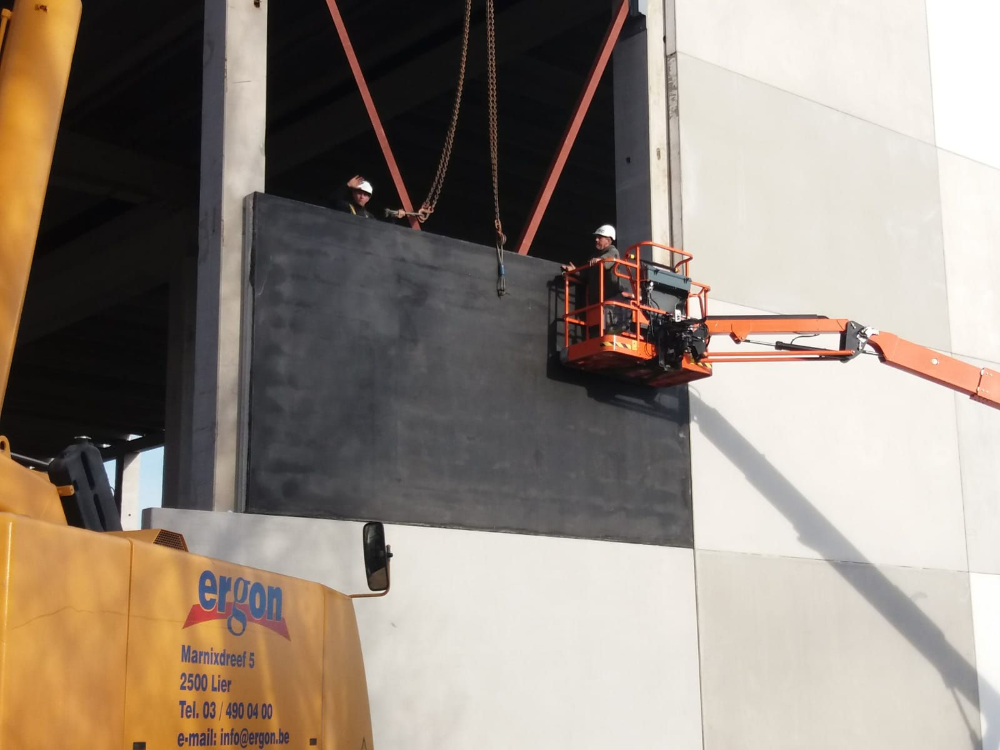 ergon
Marnixdreef 5
2500 Lier
Tel. 03 / 490 04 00
e-mail: info@ergon.be